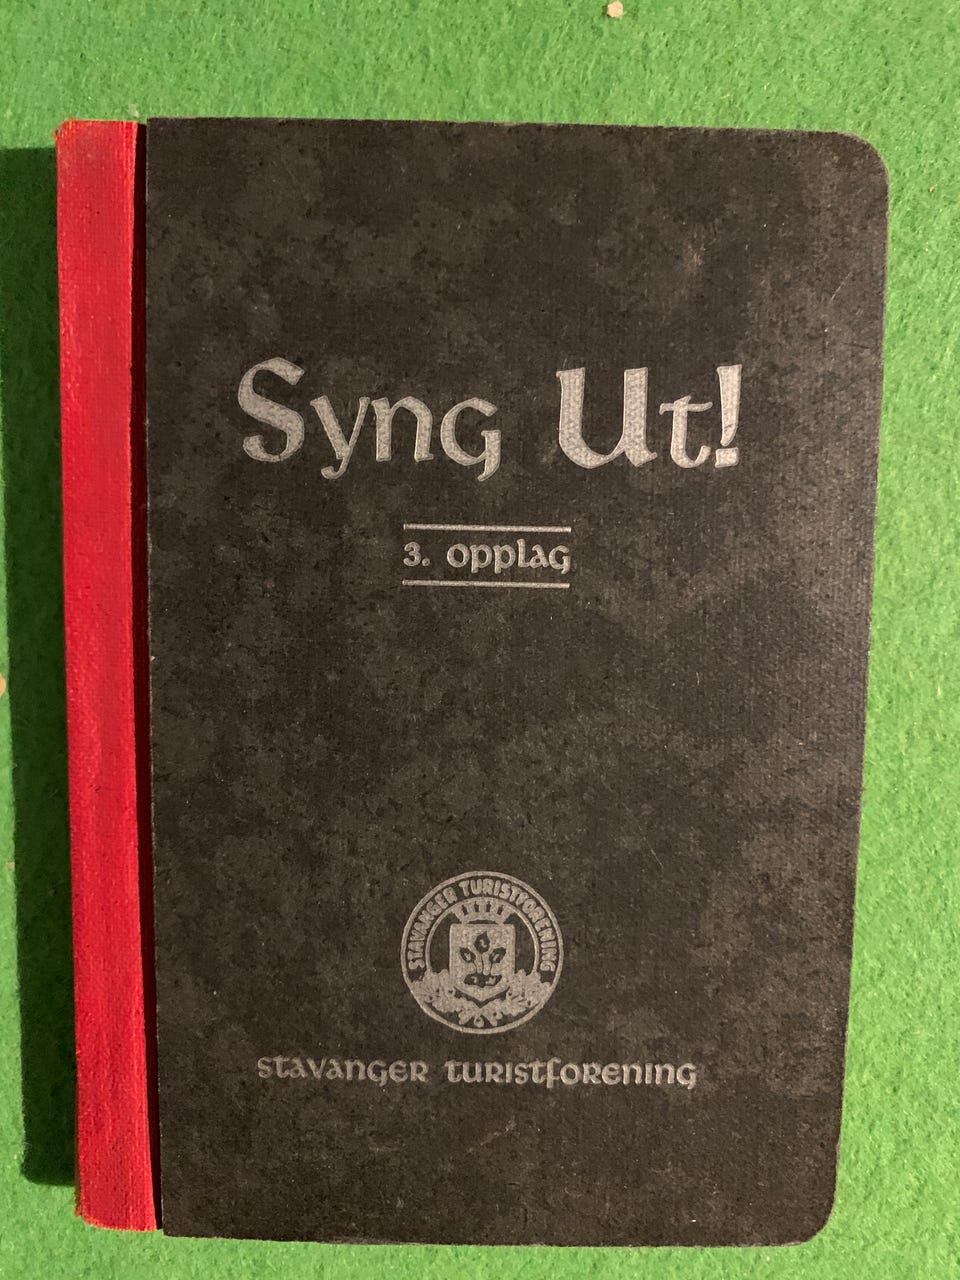 Syng Ut!
3. opplag
STAVANGER TURISTFORENING
stavanger turistforening